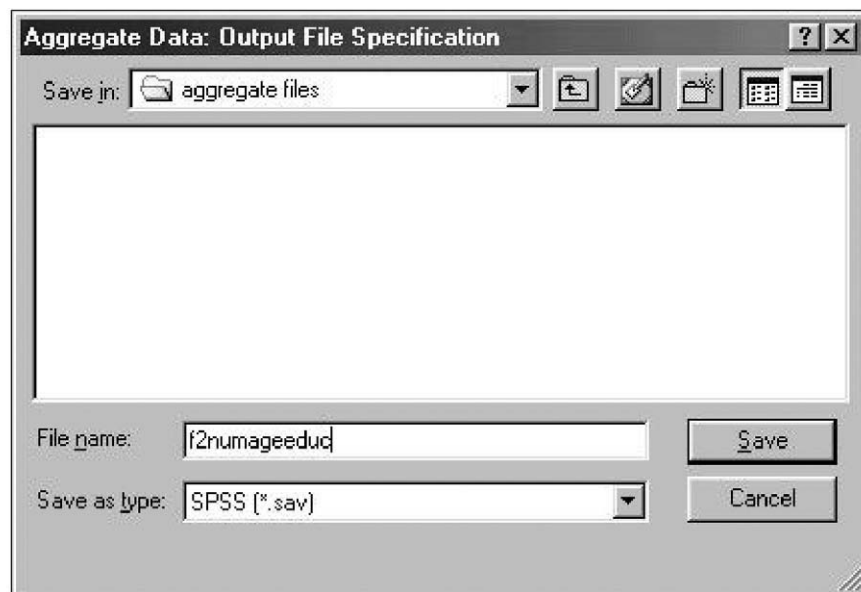 Aggregate Data: Output File Specification
Save in: aggregate files
File name: f2numageeduc
Save
Save as type: SPSS (*.sav)
Cancel